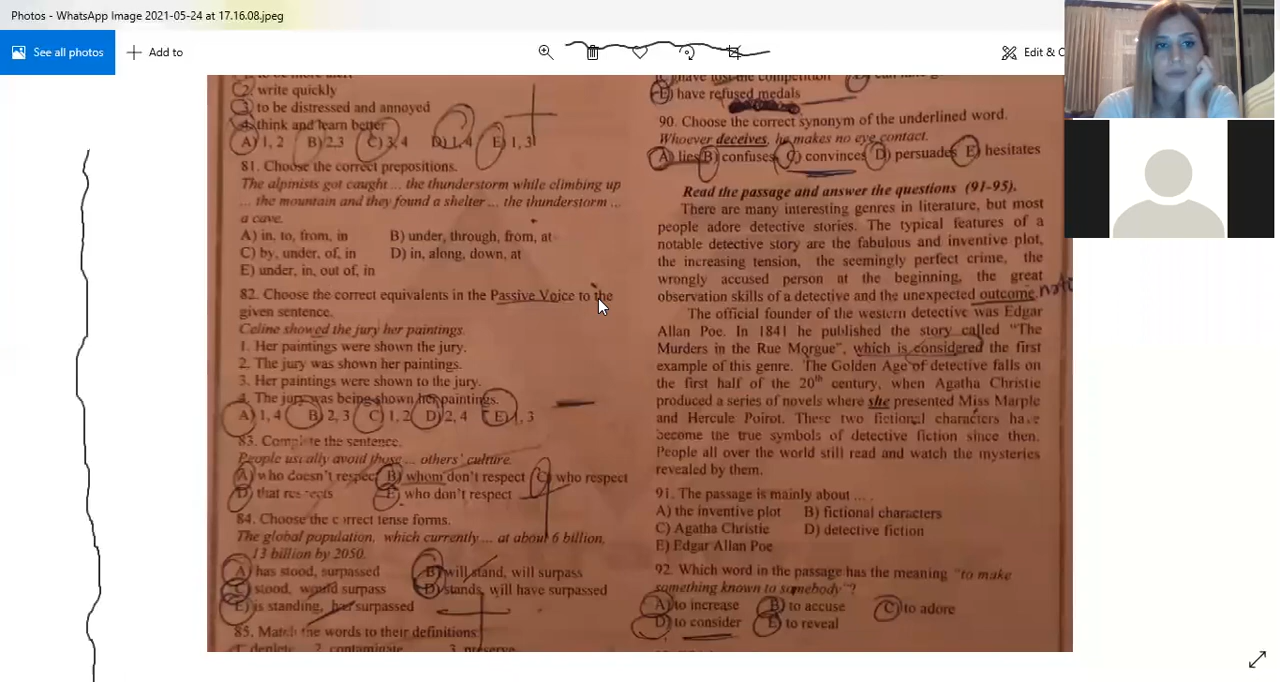 Photos - WhatsApp Image 2021-05-24 at 17.16.08.jpeg
See all photos
Add to
Edit & C
2. write quickly
3. to be distressed and annoyed
4. think and learn better
A) 1, 2 B) 2,3 C) 3, 4 D) 1, 4 E) 1, 3
81. Choose the correct prepositions.
The alpinists got caught... the thunderstorm while climbing up
... the mountain and they found a shelter ... the thunderstorm ...
a cave.
A) in, to, from, in B) under, through, from, at
C) by, under, of, in D) in, along, down, at
E) under, in, out of, in
82. Choose the correct equivalents in the Passive Voice to the
given sentence.
Celine showed the jury her paintings.
1. Her paintings were shown the jury.
2. The jury was shown her paintings.
3. Her paintings were shown to the jury.
4. The jury was being shown her paintings.
A) 1, 4 B) 2, 3 C) 1, 2 D) 2, 4 E) 1, 3
83. Complete the sentence.
People usually avoid those ... others' culture.
A) who doesn't respect B) whom don't respect C) who respect
D) that respects E) who don't respect
84. Choose the correct tense forms.
The global population, which currently ... at about 6 billion,
... 13 billion by 2050.
A) has stood, surpassed B) will stand, will surpass
C) stood, would surpass D) stands, will have surpassed
E) is standing, had surpassed
85. Match the words to their definitions.
1. deplete 2. contaminate 3. preserve
have lost the competition
E) have refused medals
90. Choose the correct synonym of the underlined word.
Whoever deceives, he makes no eye contact.
A) lies B) confuses C) convinces D) persuades E) hesitates
Read the passage and answer the questions (91-95).
There are many interesting genres in literature, but most
people adore detective stories. The typical features of a
notable detective story are the fabulous and inventive plot,
the increasing tension, the seemingly perfect crime, the
wrongly accused person at the beginning, the great
observation skills of a detective and the unexpected outcome.
The official founder of the western detective was Edgar
Allan Poe. In 1841 he published the story called "The
Murders in the Rue Morgue", which is considered the first
example of this genre. The Golden Age of detective falls on
the first half of the 20th century, when Agatha Christie
produced a series of novels where she presented Miss Marple
and Hercule Poirot. These two fictional characters have
become the true symbols of detective fiction since then.
People all over the world still read and watch the mysteries
revealed by them.
91. The passage is mainly about ... .
A) the inventive plot B) fictional characters
C) Agatha Christie D) detective fiction
E) Edgar Allan Poe
92. Which word in the passage has the meaning "to make
something known to somebody"?
A) to increase B) to accuse C) to adore
D) to consider E) to reveal